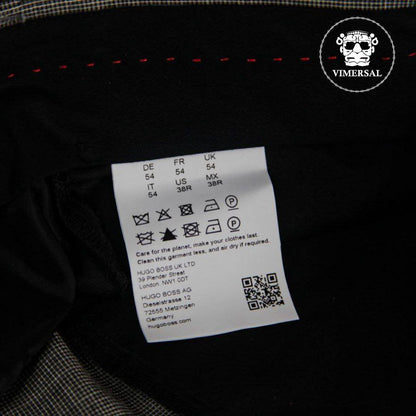 VIMERSAL
DE FR UK
54 54 54
IT US MX
54 38R 38R
Care for the planet, make your clothes last
Clean this garment less, and air dry if required.
HUGO BOSS UK LTD
39 Plender Street
London, NW1 0DT
HUGO BOSS AG
Dieselstrasse 12
72555 Metzingen
Germany
hugoboss.com